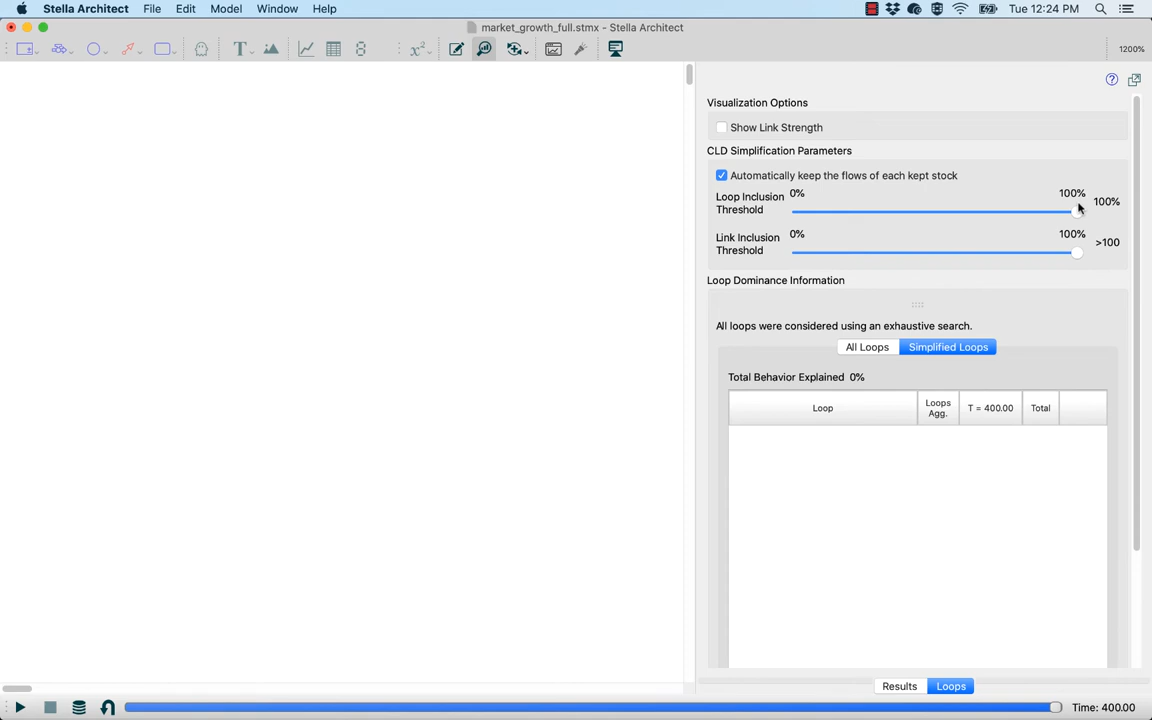 Stella Architect File Edit Model Window Help Tue 12:24 PM
market_growth_full.stmx - Stella Architect
T x² 1200%
?
Visualization Options
Show Link Strength
CLD Simplification Parameters
Automatically keep the flows of each kept stock
Loop Inclusion Threshold 0% 100% 100%
Link Inclusion Threshold 0% 100% >100
Loop Dominance Information
All loops were considered using an exhaustive search.
All Loops Simplified Loops
Total Behavior Explained 0%
Loop Loops Agg. T = 400.00 Total
Results Loops
Time: 400.00